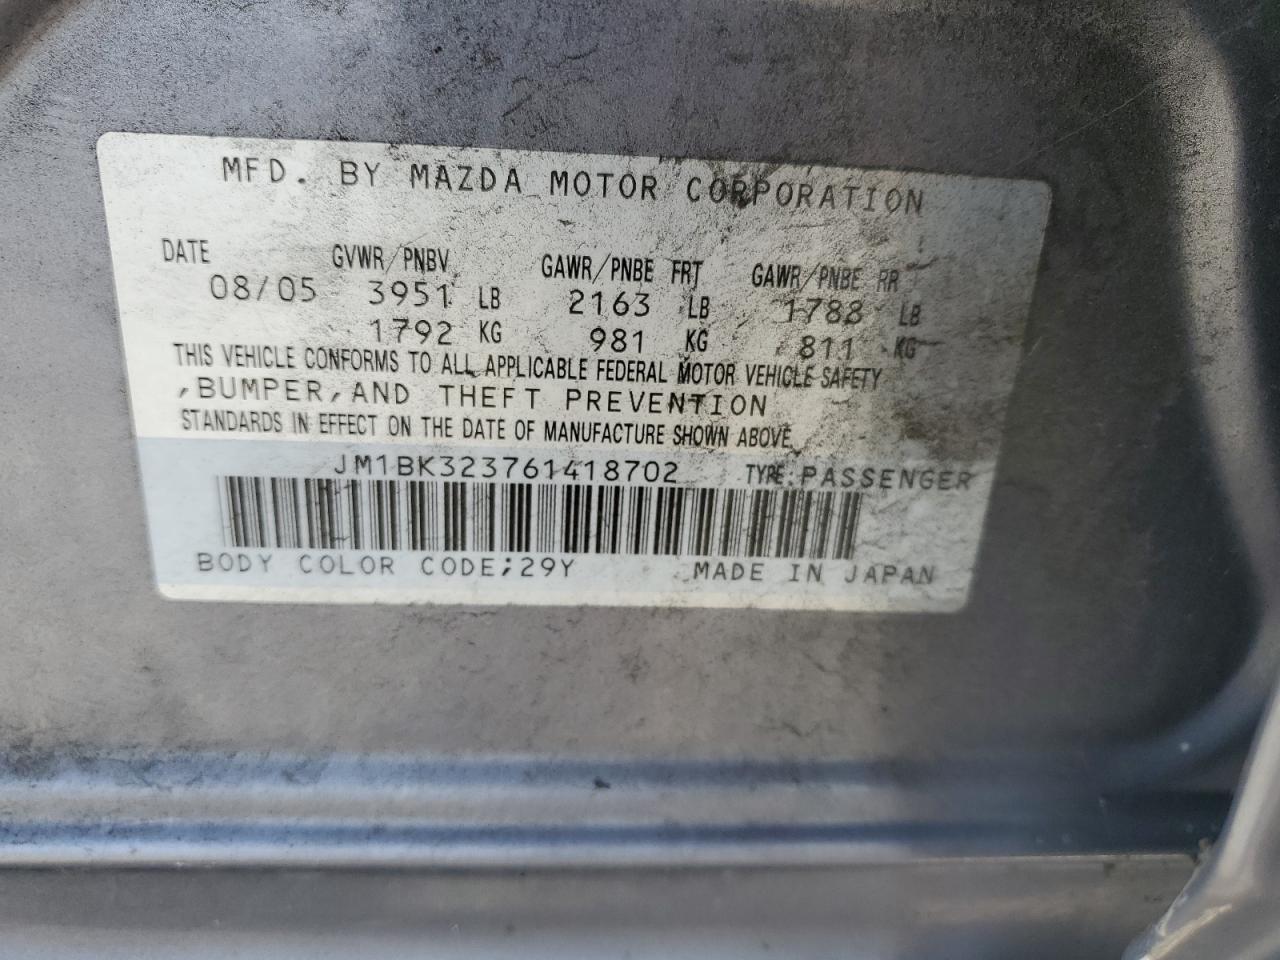 MFD. BY MAZDA MOTOR CORPORATION
DATE GVWR/PNBV GAWR/PNBE FRT GAWR/PNBE RR
08/05 3951 LB 2163 LB 1788 LB
1792 KG 981 KG 811 KG
THIS VEHICLE CONFORMS TO ALL APPLICABLE FEDERAL MOTOR VEHICLE SAFETY
,BUMPER,AND THEFT PREVENTION
STANDARDS IN EFFECT ON THE DATE OF MANUFACTURE SHOWN ABOVE.
JM1BK323761418702 TYPE:PASSENGER
BODY COLOR CODE;29Y MADE IN JAPAN